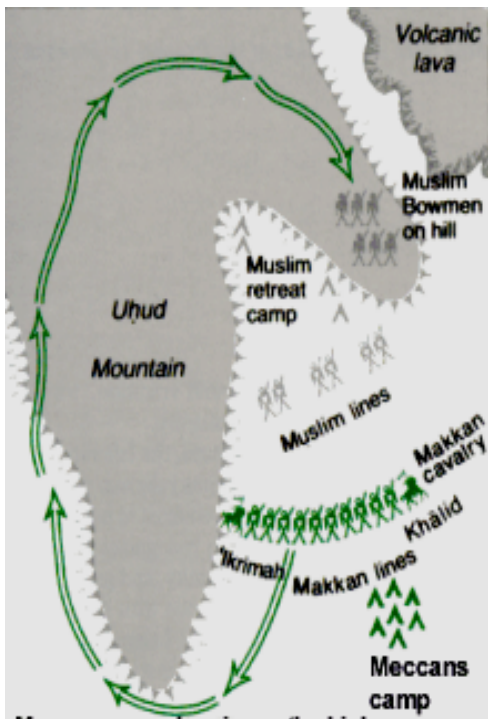 Volcanic
lava
Muslim
Bowmen
on hill
Muslim
retreat
camp
Uḥud
Mountain
Muslim lines
Makkan
cavalry
Khālid
'Ikrimah
Makkan lines
Meccans
camp